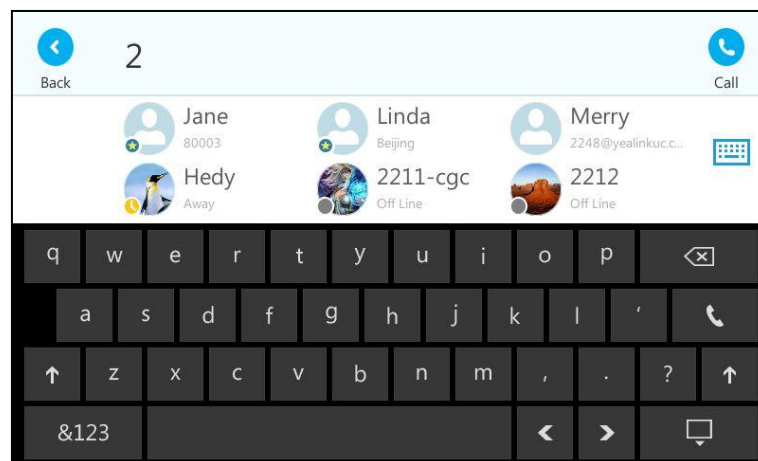 2
Back
Call
Jane
80003
Linda
Beijing
Merry
2248@yealinkuc.c...
Hedy
Away
2211-cgc
Off Line
2212
Off Line
q w e r t y u i o p
a s d f g h j k l '
z x c v b n m , . ?
&123